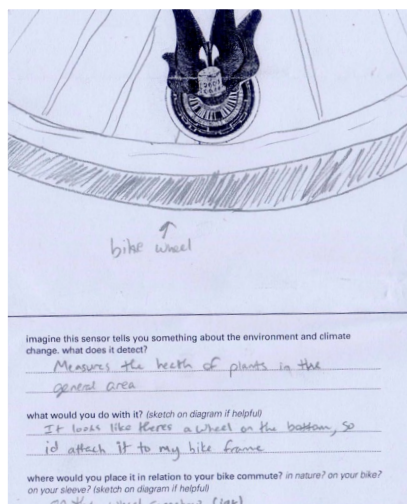 bike wheel
imagine this sensor tells you something about the environment and climate
change. what does it detect?
Measures the heath of plants in the
general area
what would you do with it? (sketch on diagram if helpful)
It looks like theres a wheel on the bottom, so
id attach it to my bike frame
where would you place it in relation to your bike commute? in nature? on your bike?
on your sleeve? (sketch on diagram if helpful)
on the wheel